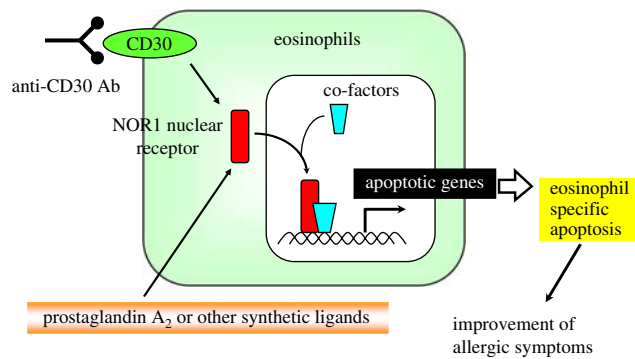 CD30
eosinophils
anti-CD30 Ab
co-factors
NOR1 nuclear
receptor
apoptotic genes
eosinophil
specific
apoptosis
prostaglandin A₂ or other synthetic ligands
improvement of
allergic symptoms